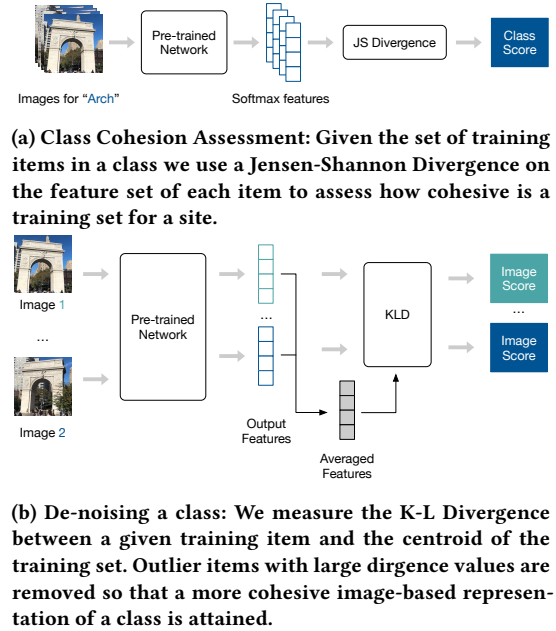 Pre-trained
Network
JS Divergence
Class
Score
Images for "Arch"
Softmax features
(a) Class Cohesion Assessment: Given the set of training
items in a class we use a Jensen-Shannon Divergence on
the feature set of each item to assess how cohesive is a
training set for a site.
Image 1
...
Image 2
Pre-trained
Network
...
Output
Features
Averaged
Features
KLD
Image
Score
...
Image
Score
(b) De-noising a class: We measure the K-L Divergence
between a given training item and the centroid of the
training set. Outlier items with large dirgence values are
removed so that a more cohesive image-based represen-
tation of a class is attained.